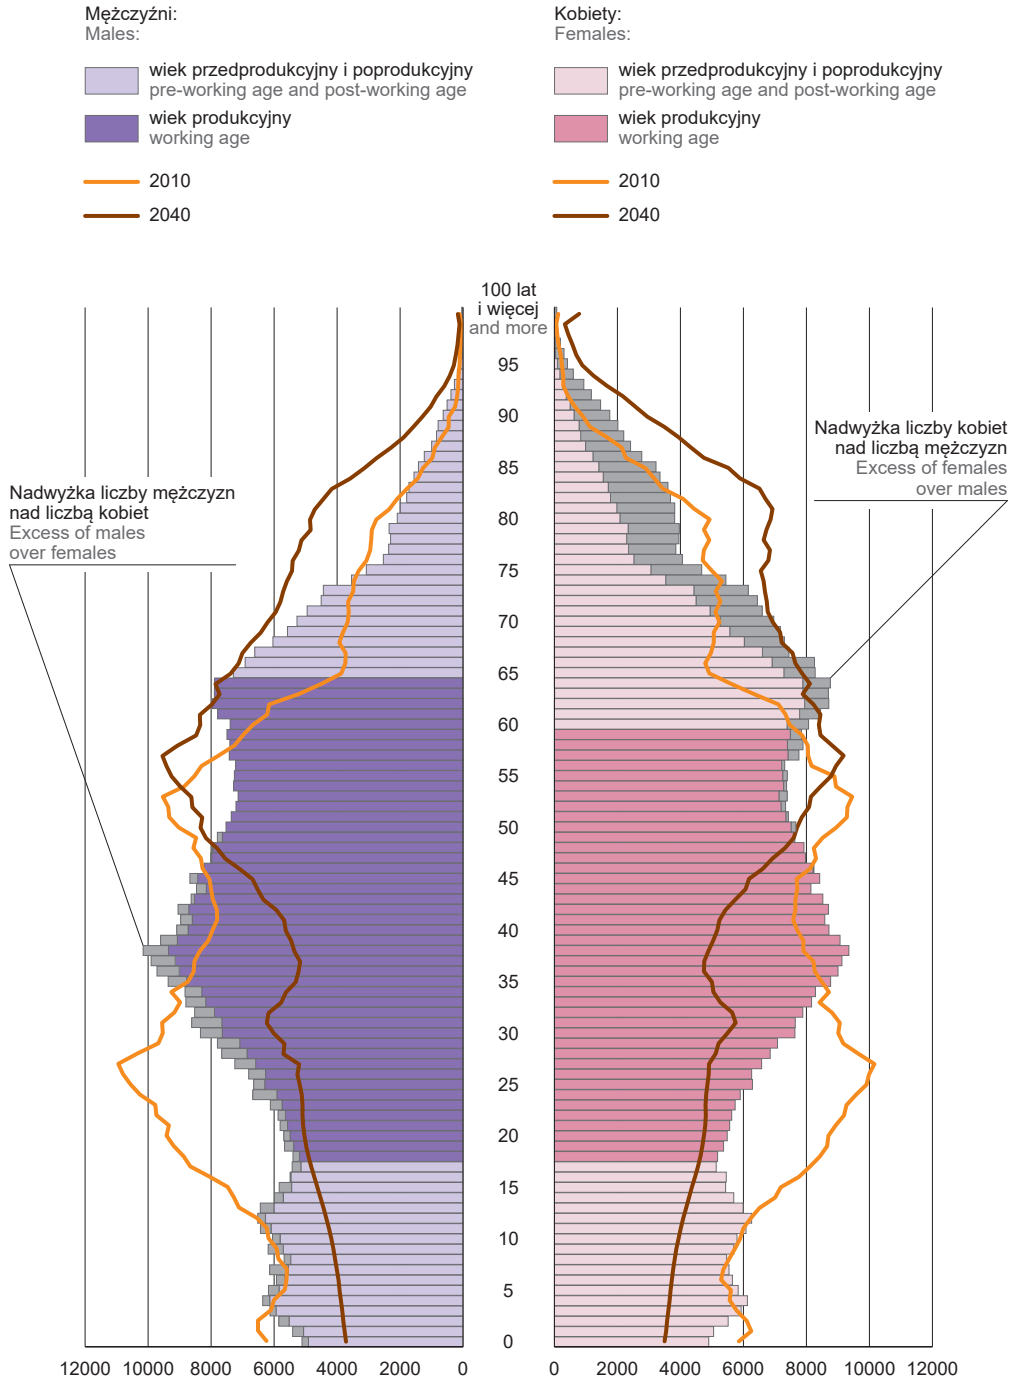 Mężczyźni:
Males:
wiek przedprodukcyjny i poprodukcyjny
pre-working age and post-working age
wiek produkcyjny
working age
2010
2040
Kobiety:
Females:
wiek przedprodukcyjny i poprodukcyjny
pre-working age and post-working age
wiek produkcyjny
working age
2010
2040
100 lat
i więcej
and more
95
90
85
80
75
70
65
60
55
50
45
40
35
30
25
20
15
10
5
0
Nadwyżka liczby mężczyzn
nad liczbą kobiet
Excess of males
over females
Nadwyżka liczby kobiet
nad liczbą mężczyzn
Excess of females
over males
12000 10000 8000 6000 4000 2000 0
0 2000 4000 6000 8000 10000 12000